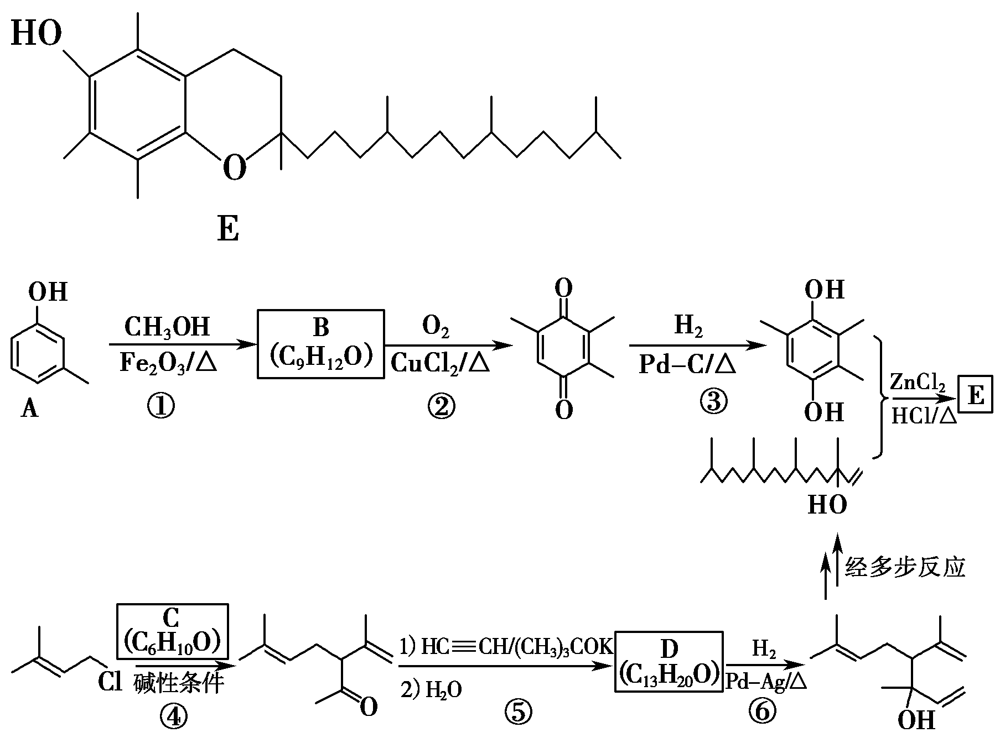 HO
O
E
OH
A
CH₃OH
Fe₂O₃/△
①
B
(C₉H₁₂O)
O₂
CuCl₂/△
②
O
O
H₂
Pd-C/△
③
OH
OH
ZnCl₂
HCl/△
E
HO
经多步反应
Cl
C
(C₆H₁₀O)
碱性条件
④
O
1) HC≡CH/(CH₃)₃COK
2) H₂O
⑤
D
(C₁₃H₂₀O)
H₂
Pd-Ag/△
⑥
OH